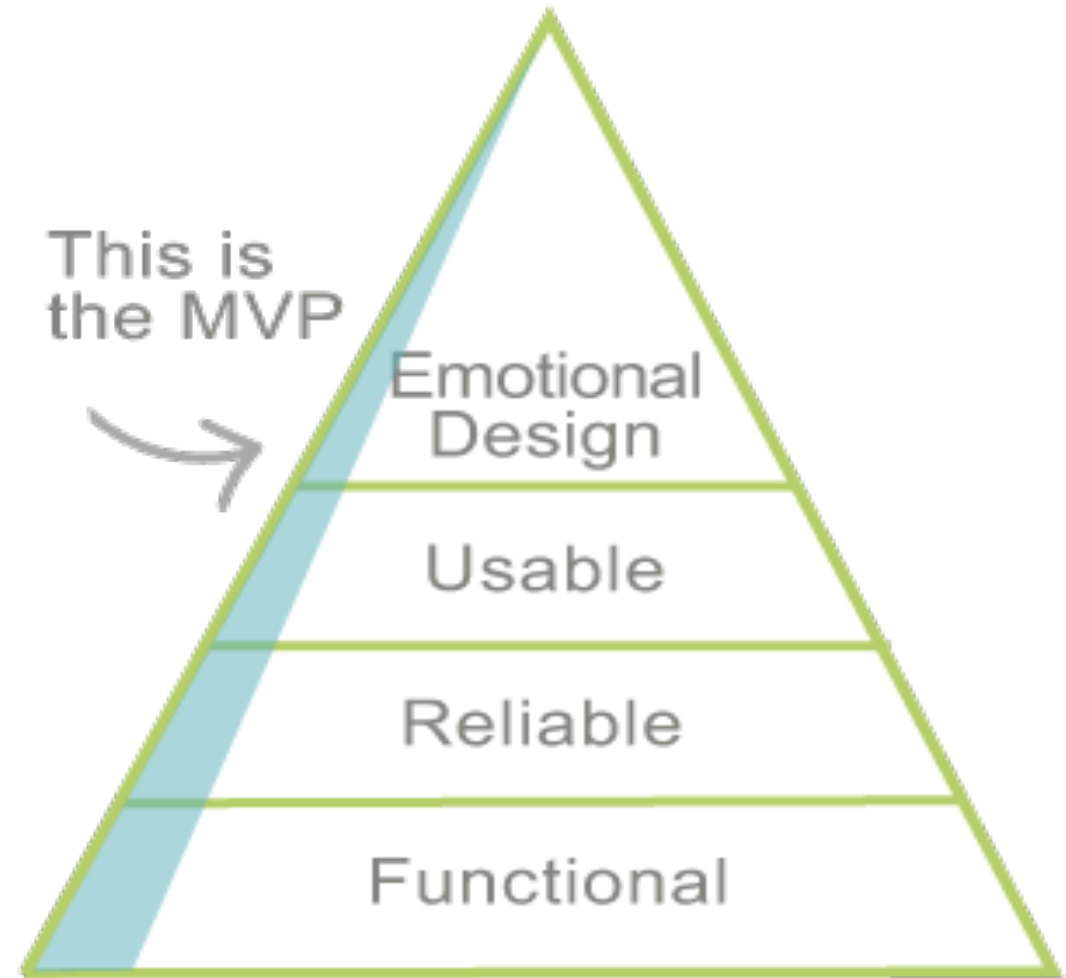 This is
the MVP
Emotional
Design
Usable
Reliable
Functional